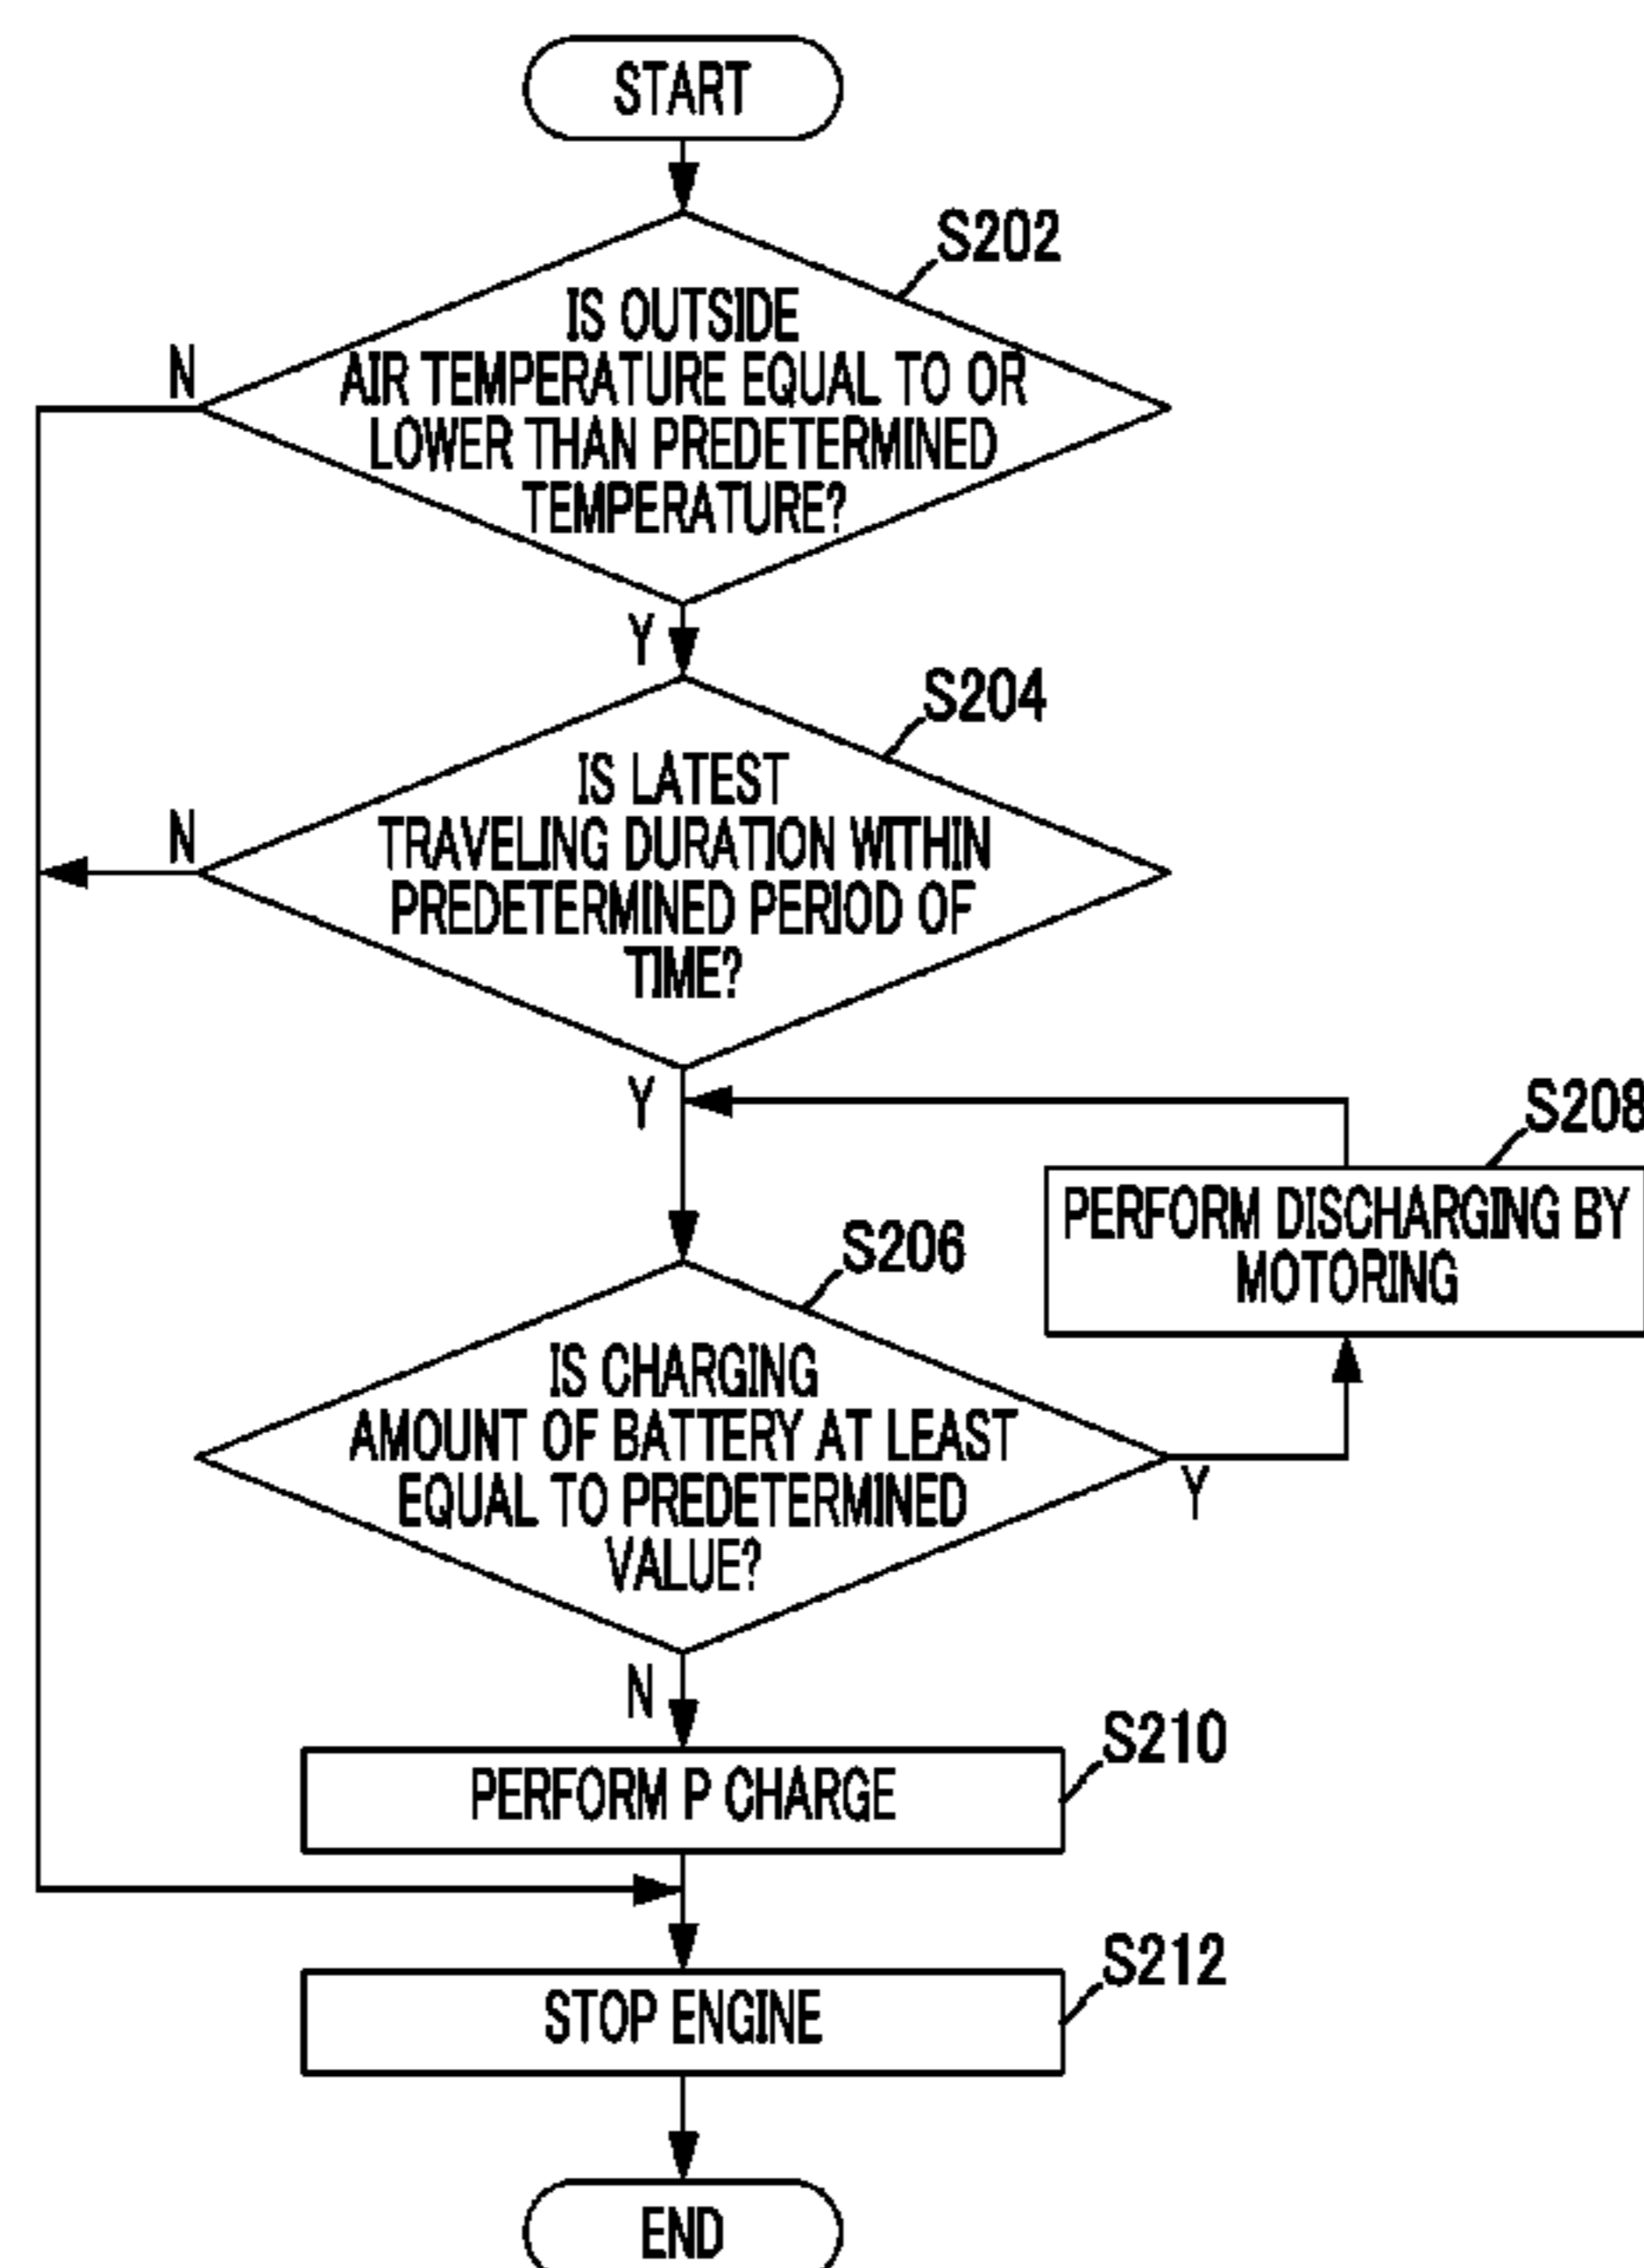 START
S202
IS OUTSIDE
AIR TEMPERATURE EQUAL TO OR
LOWER THAN PREDETERMINED
TEMPERATURE?
N
Y
S204
IS LATEST
TRAVELING DURATION WITHIN
PREDETERMINED PERIOD OF
TIME?
N
Y
S208
PERFORM DISCHARGING BY
MOTORING
S206
IS CHARGING
AMOUNT OF BATTERY AT LEAST
EQUAL TO PREDETERMINED
VALUE?
Y
N
S210
PERFORM P CHARGE
S212
STOP ENGINE
END